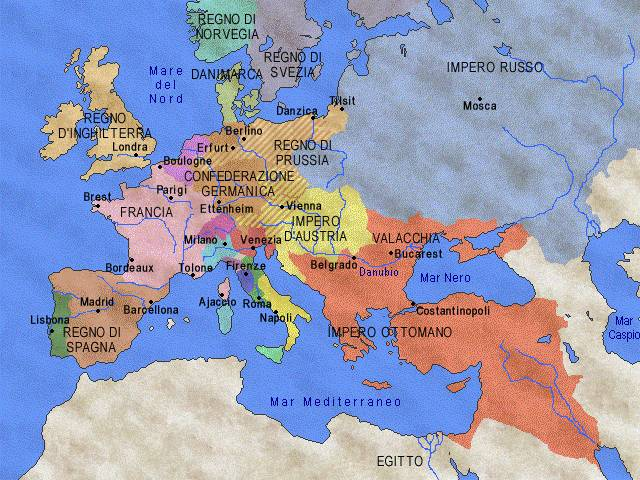 REGNO DI
NORVEGIA
REGNO DI
SVEZIA
Mare
del
Nord
DANIMARCA
IMPERO RUSSO
Mosca
Tilsit
Danzica
REGNO
D'INGHILTERRA
Londra
Berlino
Erfurt
REGNO DI
PRUSSIA
Boulogne
CONFEDERAZIONE
GERMANICA
Parigi
Brest
FRANCIA
Ettenheim
Vienna
IMPERO
D'AUSTRIA
Milano
Venezia
VALACCHIA
Bucarest
Belgrado
Danubio
Bordeaux
Tolone
Firenze
Mar Nero
Madrid
Barcellona
Ajaccio
Roma
Napoli
Costantinopoli
Lisbona
REGNO DI
SPAGNA
IMPERO OTTOMANO
Mar
Caspio
Mar Mediterraneo
EGITTO